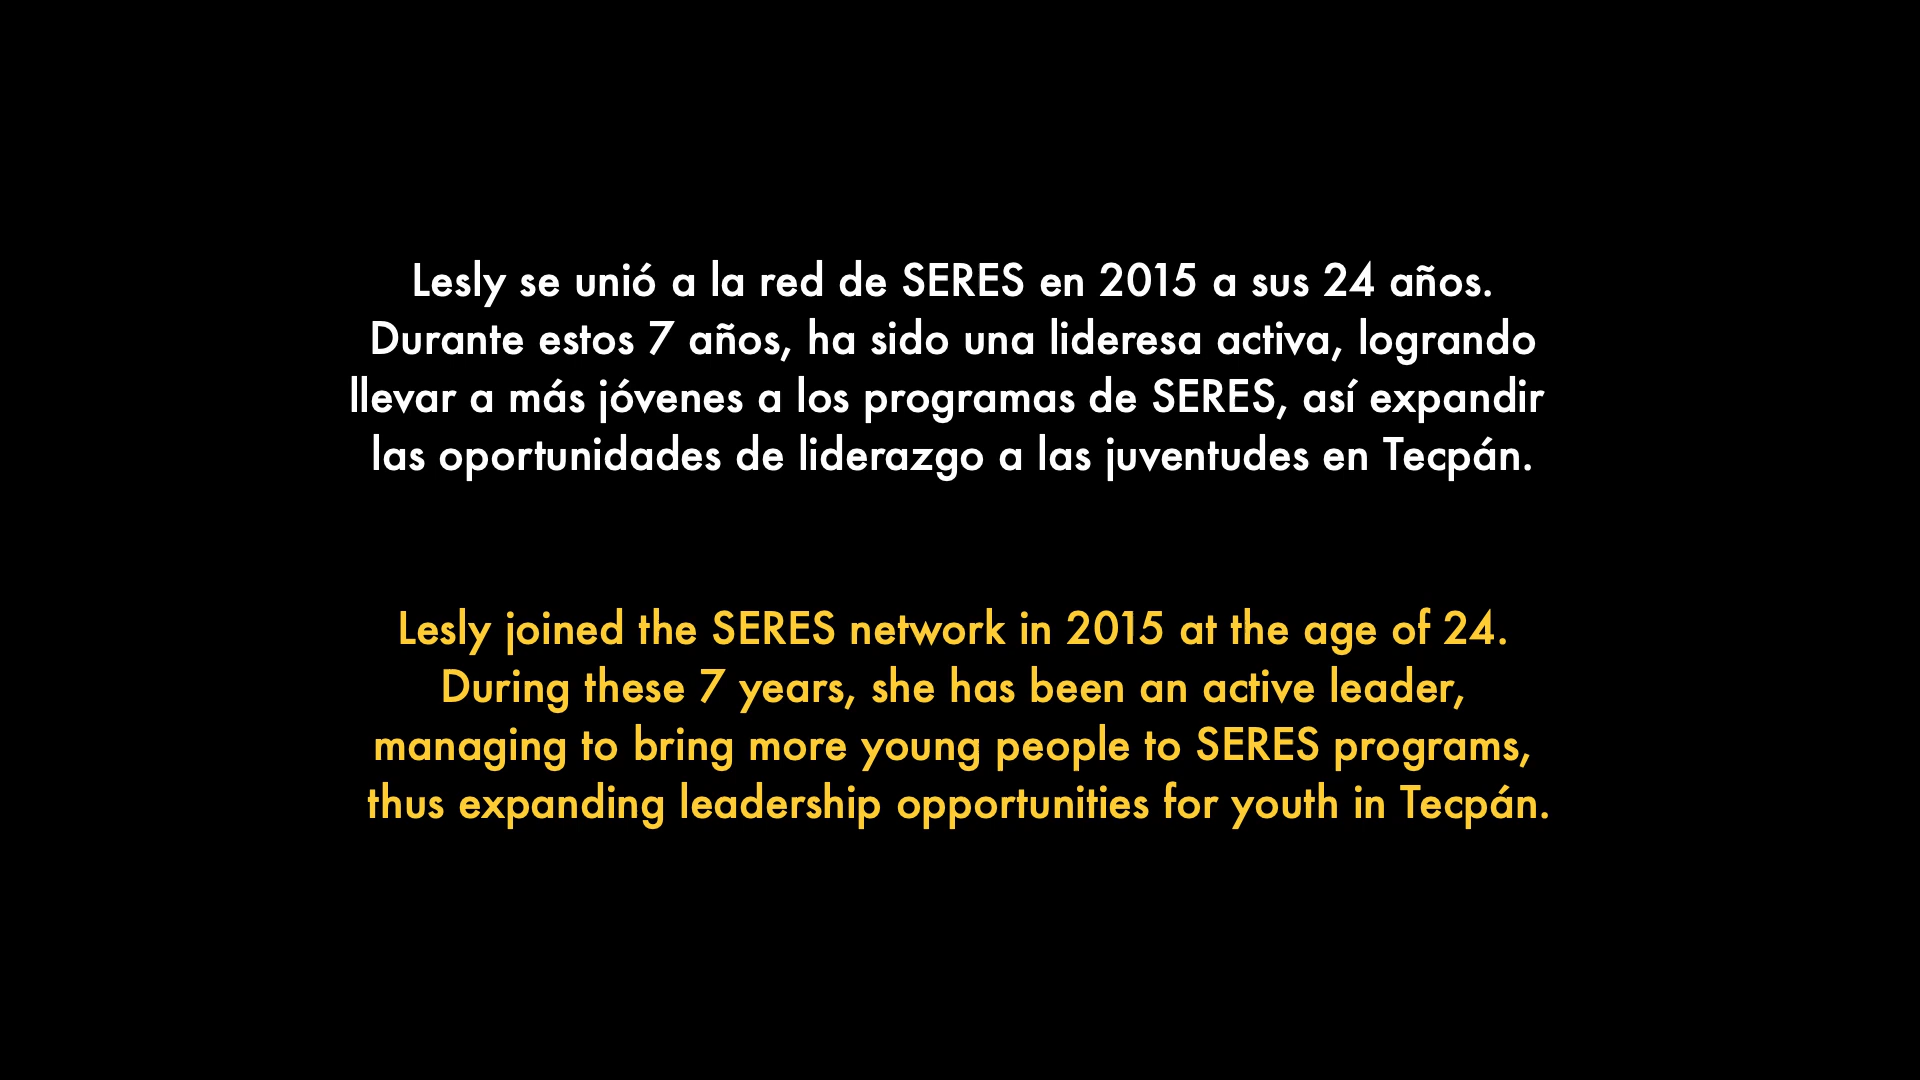 Lesly se unió a la red de SERES en 2015 a sus 24 años.
Durante estos 7 años, ha sido una lideresa activa, logrando
llevar a más jóvenes a los programas de SERES, así expandir
las oportunidades de liderazgo a las juventudes en Tecpán.
Lesly joined the SERES network in 2015 at the age of 24.
During these 7 years, she has been an active leader,
managing to bring more young people to SERES programs,
thus expanding leadership opportunities for youth in Tecpán.